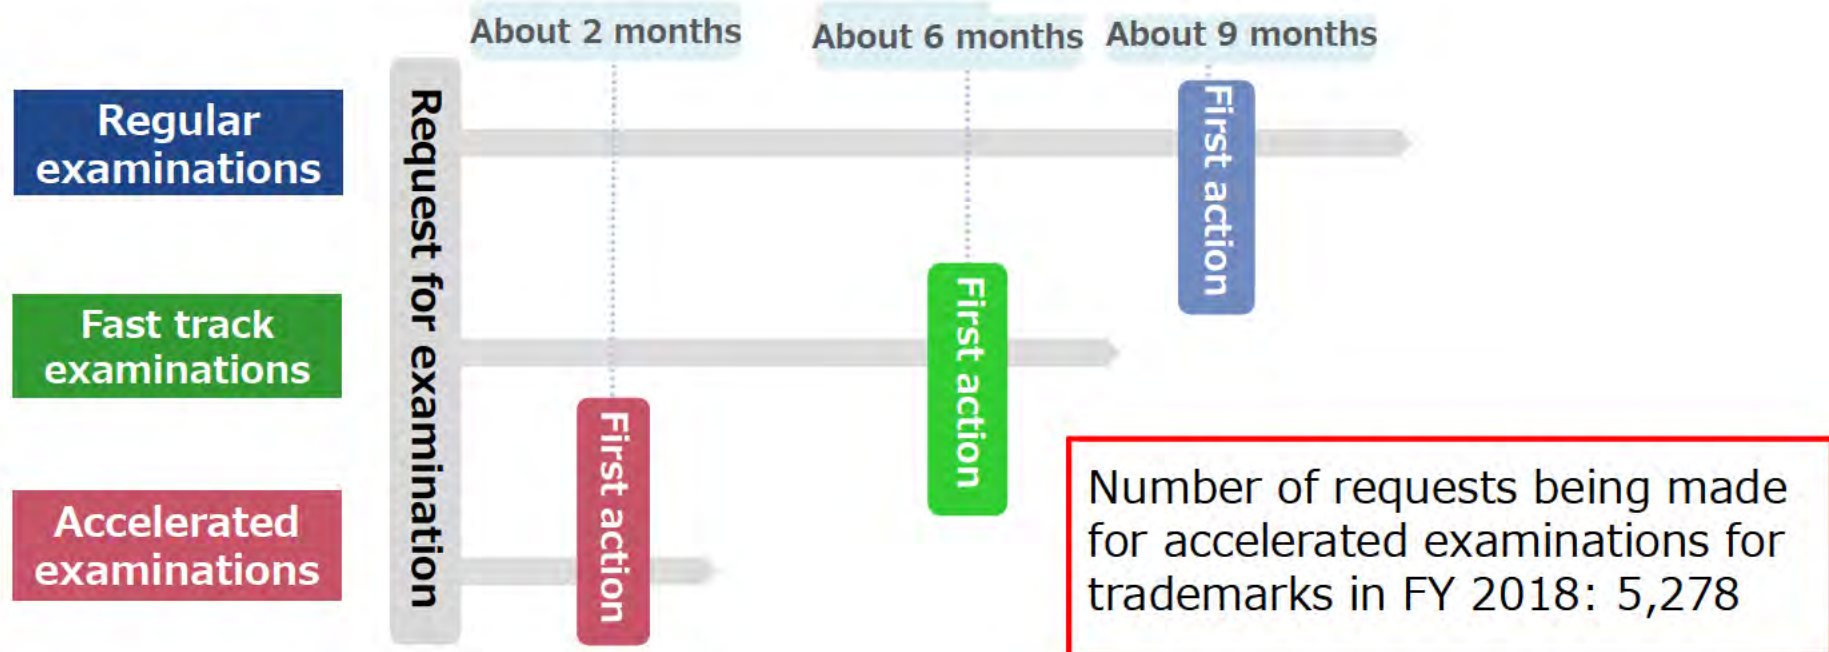 About 2 months
About 6 months
About 9 months
Regular
examinations
Fast track
examinations
Accelerated
examinations
Request for examination
First action
First action
First action
Number of requests being made
for accelerated examinations for
trademarks in FY 2018: 5,278